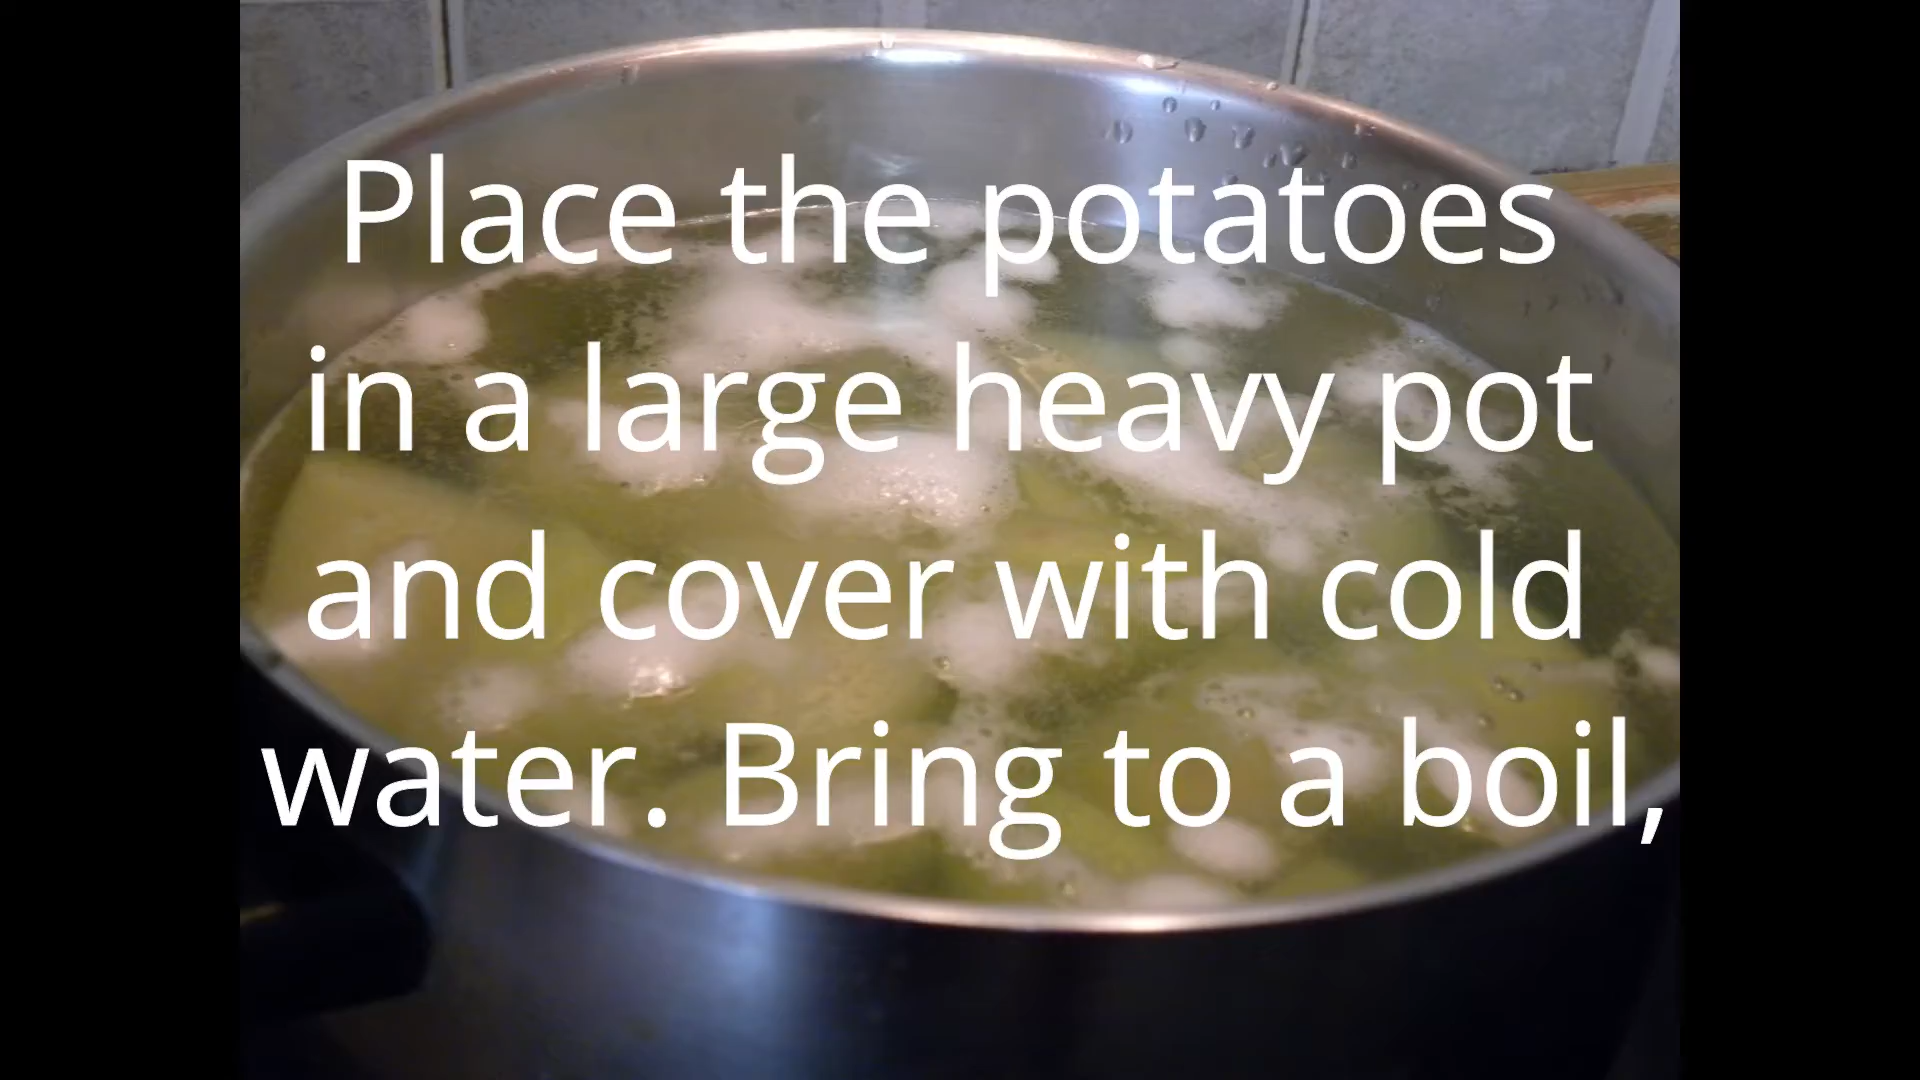 Place the potatoes
in a large heavy pot
and cover with cold
water. Bring to a boil,